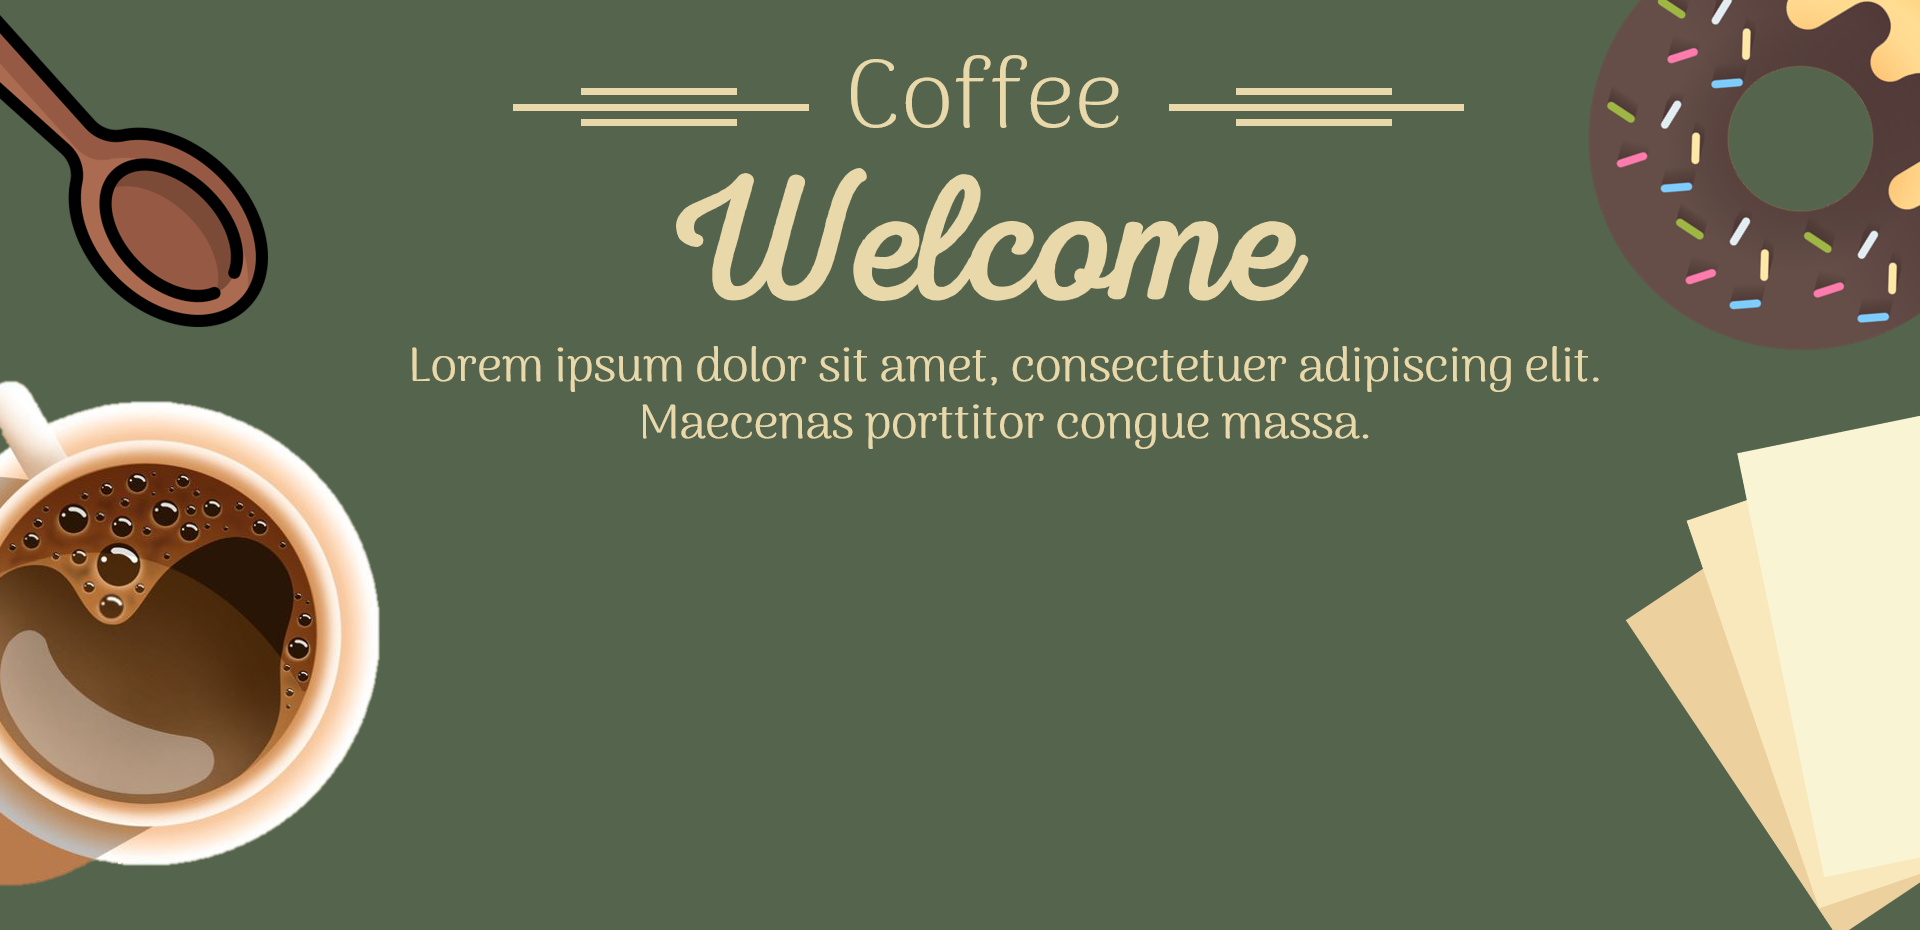 Coffee
Welcome
Lorem ipsum dolor sit amet, consectetuer adipiscing elit.
Maecenas porttitor congue massa.